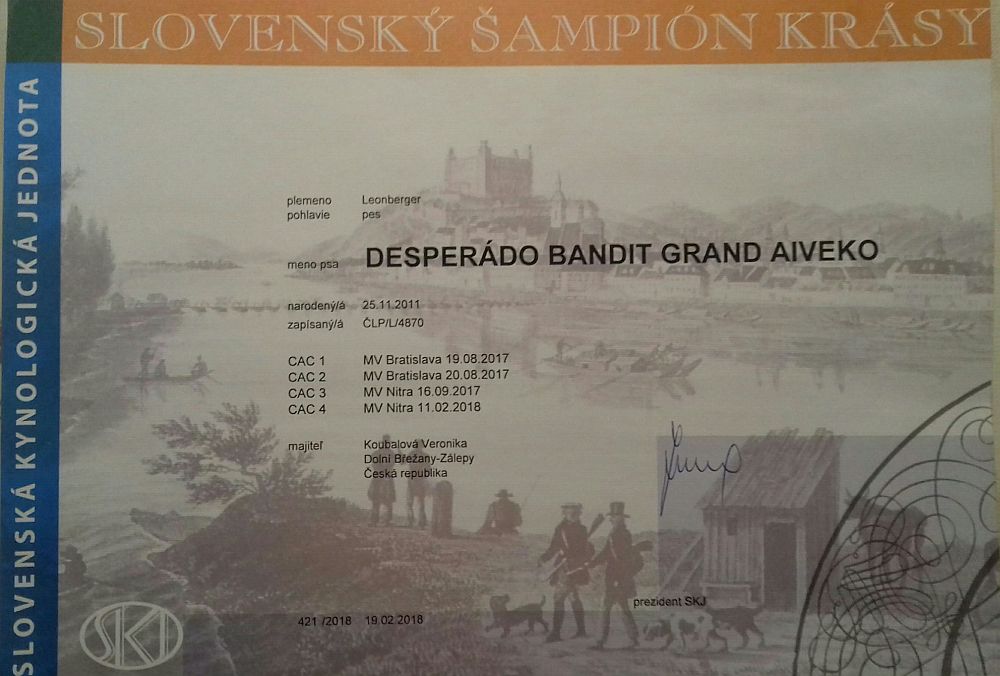 SLOVENSKÝ ŠAMPIÓN KRÁSY
SLOVENSKÁ KYNOLOGICKÁ JEDNOTA
plemeno Leonberger
pohlavie pes
meno psa DESPERÁDO BANDIT GRAND AIVEKO
narodený/á 25.11.2011
zapísaný/á ČLP/L/4870
CAC 1 MV Bratislava 19.08.2017
CAC 2 MV Bratislava 20.08.2017
CAC 3 MV Nitra 16.09.2017
CAC 4 MV Nitra 11.02.2018
majiteľ Koubalová Veronika
Dolní Břežany-Zálepy
Česká republika
prezident SKJ
421 /2018 19.02.2018
SKJ